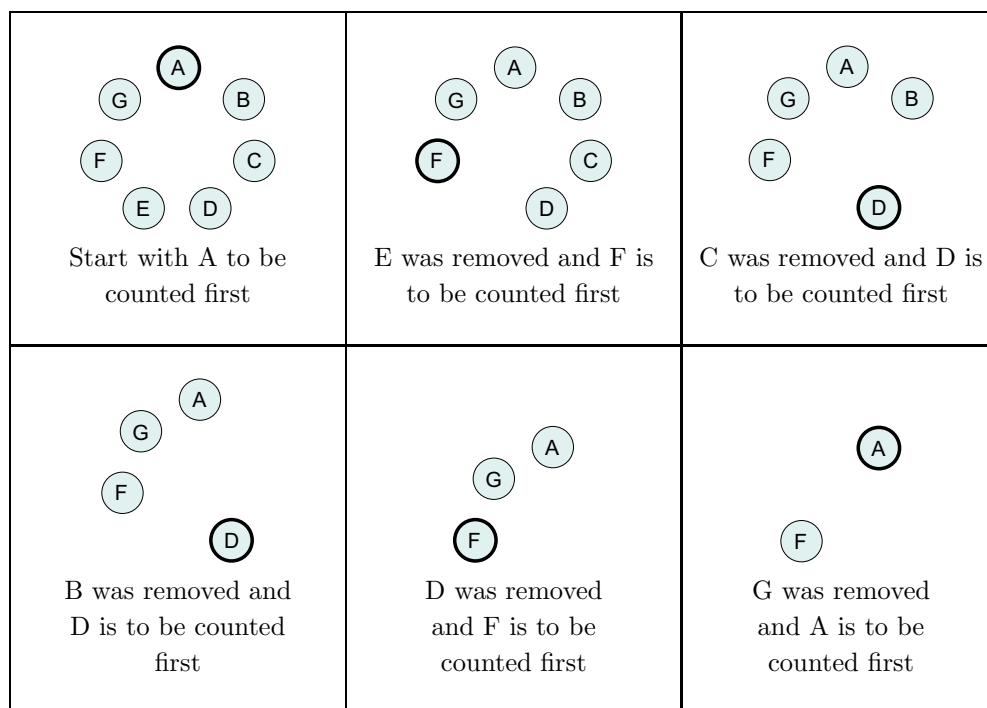 A
G
B
F
C
E
D
Start with A to be
counted first
A
G
B
F
C
D
E was removed and F is
to be counted first
A
G
B
F
D
C was removed and D is
to be counted first
A
G
F
D
B was removed and
D is to be counted
first
A
G
F
D was removed
and F is to be
counted first
A
F
G was removed
and A is to be
counted first